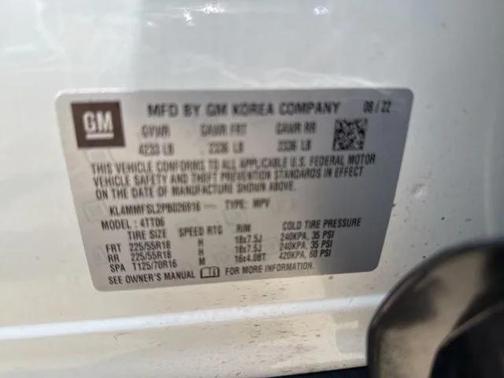 GM
MFD BY GM KOREA COMPANY 08 / 22
GVWR GAWR FRT GAWR RR
4233 LB 2336 LB 2336 LB
THIS VEHICLE CONFORMS TO ALL APPLICABLE U.S. FEDERAL MOTOR
VEHICLE SAFETY AND THEFT PREVENTION STANDARDS IN EFFECT
ON THE DATE OF MANUFACTURE SHOWN ABOVE.
TYPE: MPV
MODEL: 4TT06
TIRE SIZE SPEED RTG RIM COLD TIRE PRESSURE
FRT 225/55R18 H 18x7.5J 240KPA, 35 PSI
RR 225/55R18 H 18x7.5J 240KPA, 35 PSI
SPA T125/70R16 M 16x4.0BT 420KPA, 60 PSI
SEE OWNER'S MANUAL FOR MORE INFORMATION.